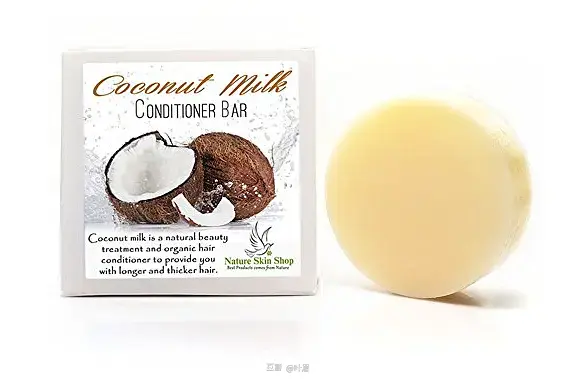 Coconut Milk
CONDITIONER BAR
Coconut milk is a natural beauty
treatment and organic hair
conditioner to provide you
with longer and thicker hair.
Nature Skin Shop
Best Products comes from Nature